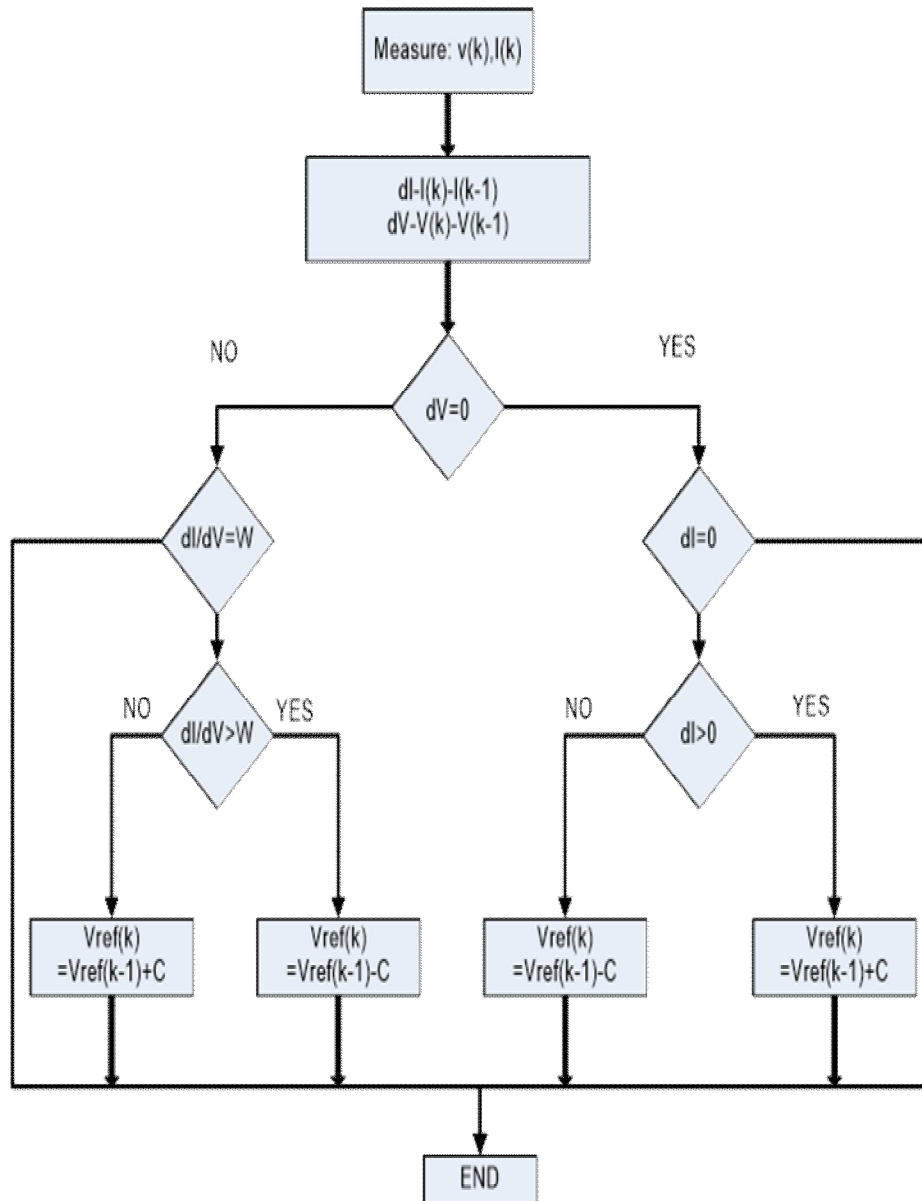 Measure: v(k),I(k)
dI-I(k)-I(k-1)
dV-V(k)-V(k-1)
NO
YES
dV=0
dI/dV=W
dI=0
NO
dI/dV>W
YES
NO
dI>0
YES
Vref(k)
=Vref(k-1)+C
Vref(k)
=Vref(k-1)-C
Vref(k)
=Vref(k-1)-C
Vref(k)
=Vref(k-1)+C
END